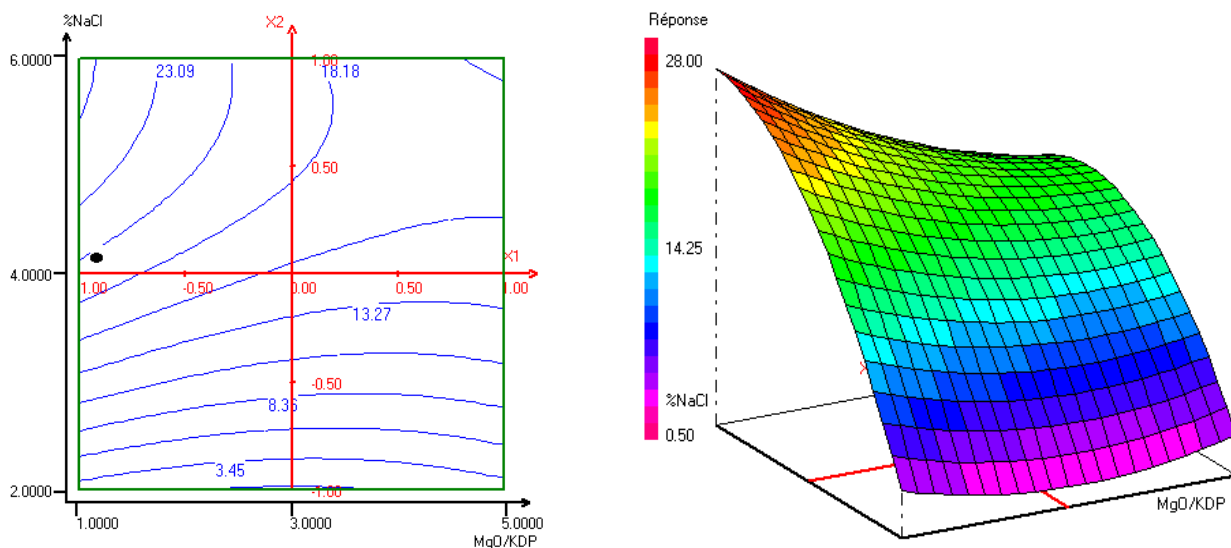 %NaCl
X2
6.0000
1.00
23.09
18.18
0.50
4.0000
X1
1.00
-0.50
0.00
0.50
1.00
13.27
-0.50
8.36
3.45
2.0000
-1.00
1.0000
3.0000
5.0000
MgO/KDP
Réponse
28.00
14.25
%NaCl
0.50
X
MgO/KDP